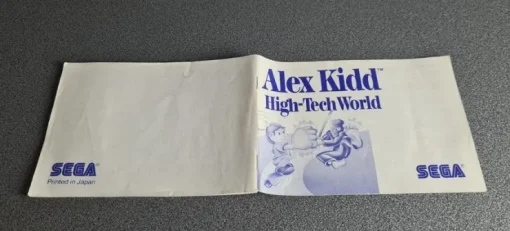 Alex Kidd™
High-Tech World
SEGA®
Printed in Japan
SEGA®